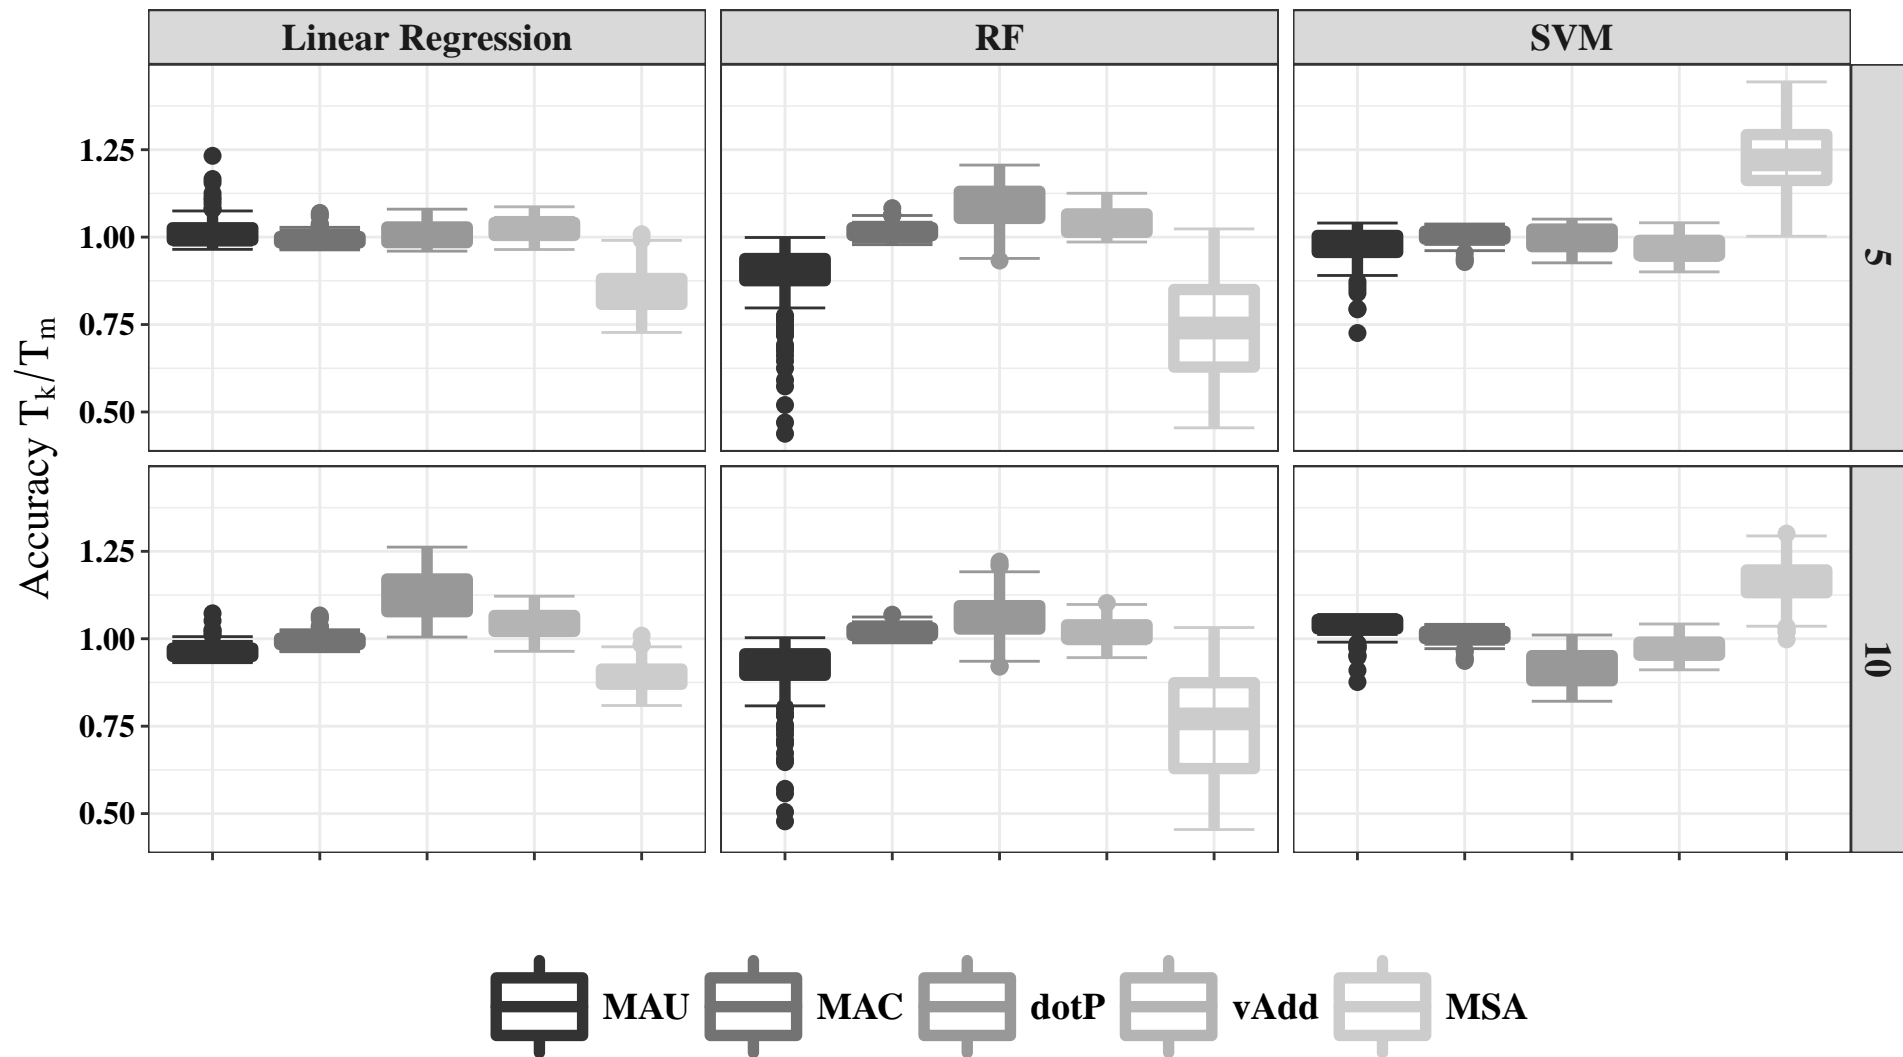 Linear Regression
RF
SVM
Accuracy Tk/Tm
1.25
1.00
0.75
0.50
5
1.25
1.00
0.75
0.50
10
MAU
MAC
dotP
vAdd
MSA